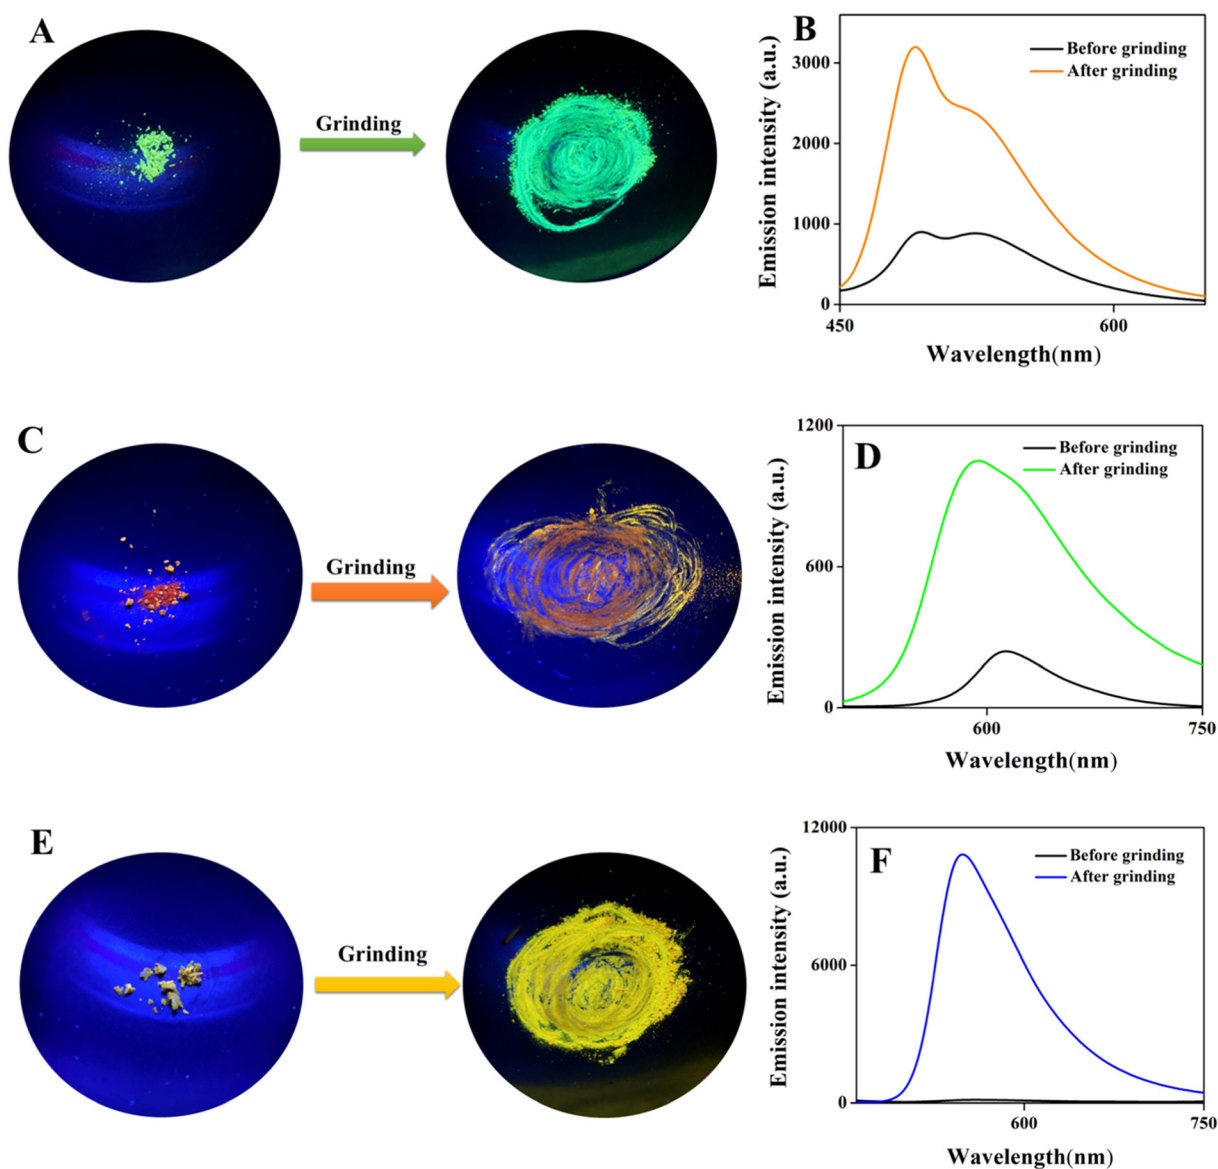 A
Grinding
B
Before grinding
After grinding
Emission intensity (a.u.)
3000
2000
1000
0
450
600
Wavelength(nm)
C
Grinding
D
Before grinding
After grinding
Emission intensity (a.u.)
1200
600
0
600
750
Wavelength(nm)
E
Grinding
F
Before grinding
After grinding
Emission intensity (a.u.)
12000
6000
0
600
750
Wavelength(nm)